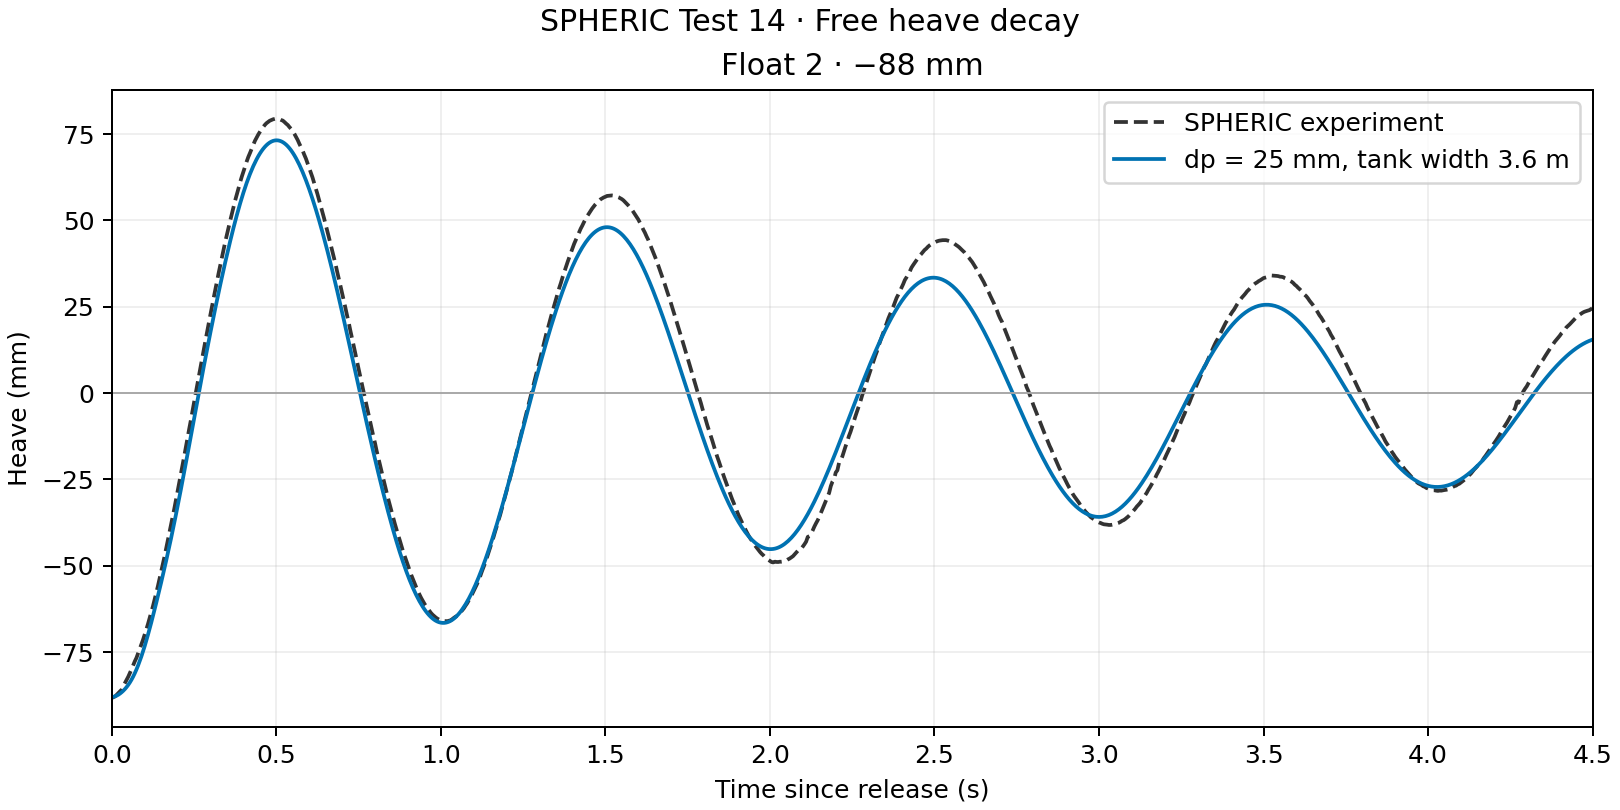 SPHERIC Test 14 · Free heave decay
Float 2 · −88 mm
SPHERIC experiment
dp = 25 mm, tank width 3.6 m
Heave (mm)
75
50
25
0
−25
−50
−75
0.0 0.5 1.0 1.5 2.0 2.5 3.0 3.5 4.0 4.5
Time since release (s)